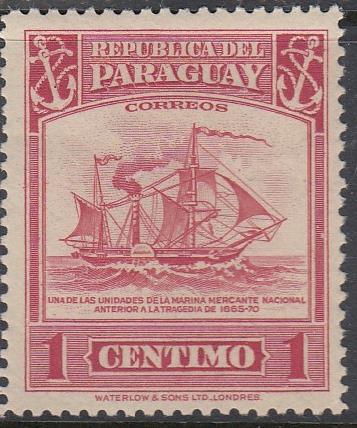 REPUBLICA DEL
PARAGUAY
CORREOS
UNA DE LAS UNIDADES DE LA MARINA MERCANTE NACIONAL
ANTERIOR A LA TRAGEDIA DE 1865-70
1 CENTIMO 1
WATERLOW & SONS LTD., LONDRES.